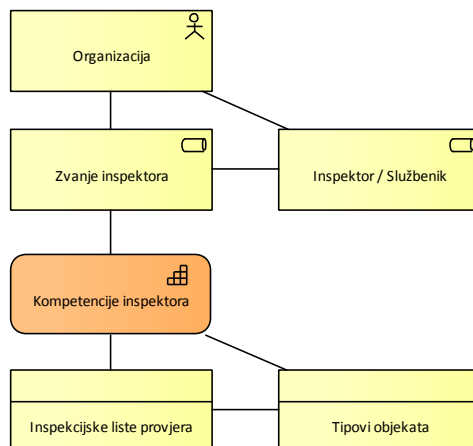 Organizacija
Zvanje inspektora
Inspektor / Službenik
Kompetencije inspektora
Inspekcijske liste provjera
Tipovi objekata